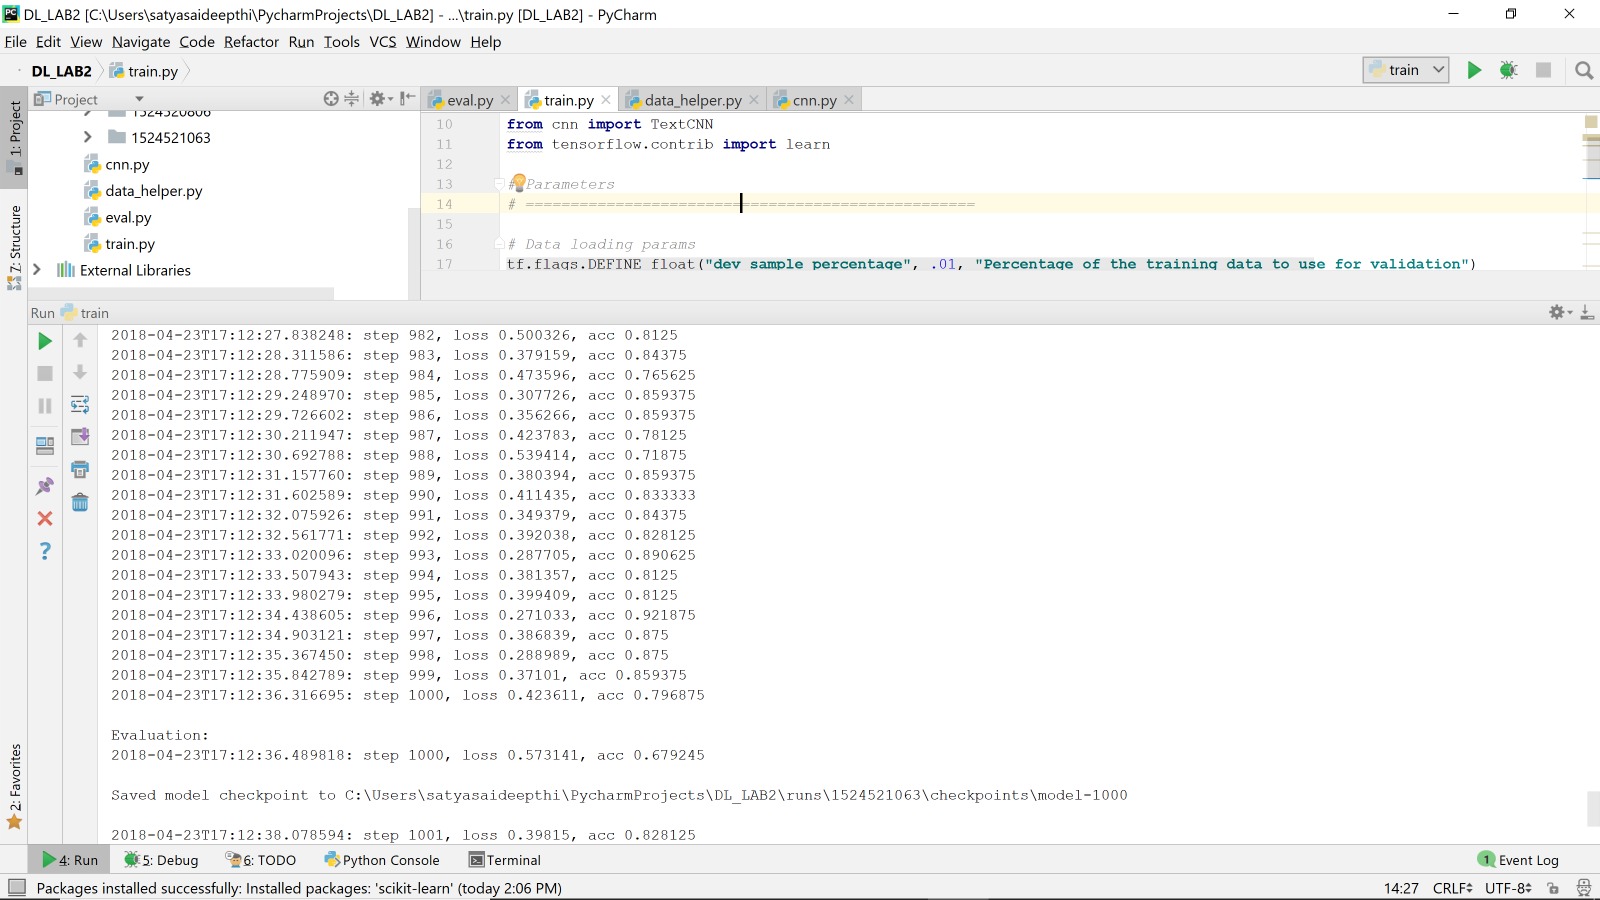 DL_LAB2 [C:\Users\satyasaideepthi\PycharmProjects\DL_LAB2] - ...\train.py [DL_LAB2] - PyCharm
File Edit View Navigate Code Refactor Run Tools VCS Window Help
DL_LAB2 train.py train
1: Project
Z: Structure
2: Favorites
Project
1524520806
1524521063
cnn.py
data_helper.py
eval.py
train.py
External Libraries
eval.py train.py data_helper.py cnn.py
10 from cnn import TextCNN
11 from tensorflow.contrib import learn
12
13 # Parameters
14 # ==================================================
15
16 # Data loading params
17 tf.flags.DEFINE_float("dev_sample_percentage", .01, "Percentage of the training data to use for validation")
Run train
2018-04-23T17:12:27.838248: step 982, loss 0.500326, acc 0.8125
2018-04-23T17:12:28.311586: step 983, loss 0.379159, acc 0.84375
2018-04-23T17:12:28.775909: step 984, loss 0.473596, acc 0.765625
2018-04-23T17:12:29.248970: step 985, loss 0.307726, acc 0.859375
2018-04-23T17:12:29.726602: step 986, loss 0.356266, acc 0.859375
2018-04-23T17:12:30.211947: step 987, loss 0.423783, acc 0.78125
2018-04-23T17:12:30.692788: step 988, loss 0.539414, acc 0.71875
2018-04-23T17:12:31.157760: step 989, loss 0.380394, acc 0.859375
2018-04-23T17:12:31.602589: step 990, loss 0.411435, acc 0.833333
2018-04-23T17:12:32.075926: step 991, loss 0.349379, acc 0.84375
2018-04-23T17:12:32.561771: step 992, loss 0.392038, acc 0.828125
2018-04-23T17:12:33.020096: step 993, loss 0.287705, acc 0.890625
2018-04-23T17:12:33.507943: step 994, loss 0.381357, acc 0.8125
2018-04-23T17:12:33.980279: step 995, loss 0.399409, acc 0.8125
2018-04-23T17:12:34.438605: step 996, loss 0.271033, acc 0.921875
2018-04-23T17:12:34.903121: step 997, loss 0.386839, acc 0.875
2018-04-23T17:12:35.367450: step 998, loss 0.288989, acc 0.875
2018-04-23T17:12:35.842789: step 999, loss 0.37101, acc 0.859375
2018-04-23T17:12:36.316695: step 1000, loss 0.423611, acc 0.796875
Evaluation:
2018-04-23T17:12:36.489818: step 1000, loss 0.573141, acc 0.679245
Saved model checkpoint to C:\Users\satyasaideepthi\PycharmProjects\DL_LAB2\runs\1524521063\checkpoints\model-1000
2018-04-23T17:12:38.078594: step 1001, loss 0.39815, acc 0.828125
4: Run 5: Debug 6: TODO Python Console Terminal 1 Event Log
Packages installed successfully: Installed packages: 'scikit-learn' (today 2:06 PM) 14:27 CRLF UTF-8